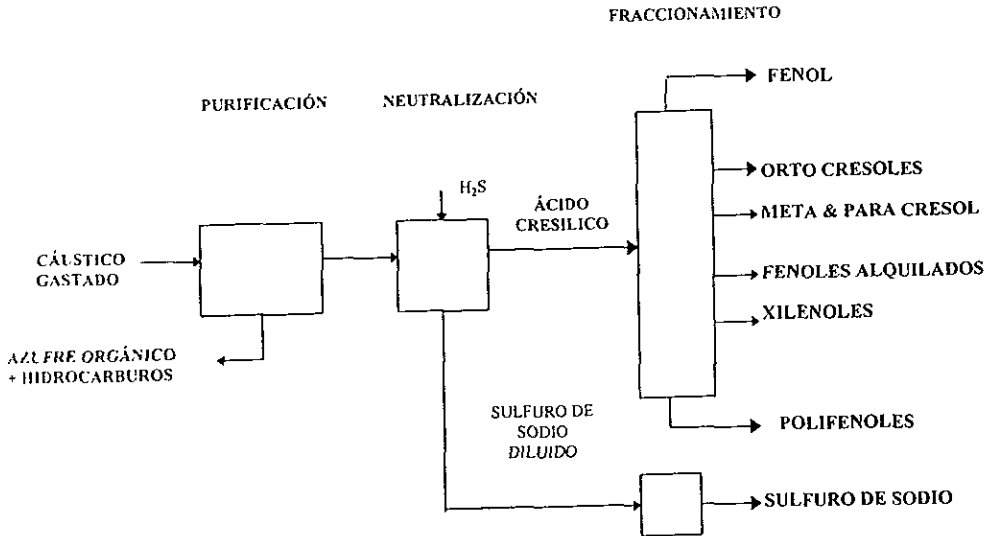 FRACCIONAMIENTO
FENOL
PURIFICACIÓN
NEUTRALIZACIÓN
H₂S
ÁCIDO
CRESILICO
ORTO CRESOLES
META & PARA CRESOL
FENOLES ALQUILADOS
XILENOLES
CÁUSTICO
GASTADO
AZUFRE ORGÁNICO
+ HIDROCARBUROS
SULFURO DE
SODIO
DILUIDO
POLIFENOLES
SULFURO DE SODIO